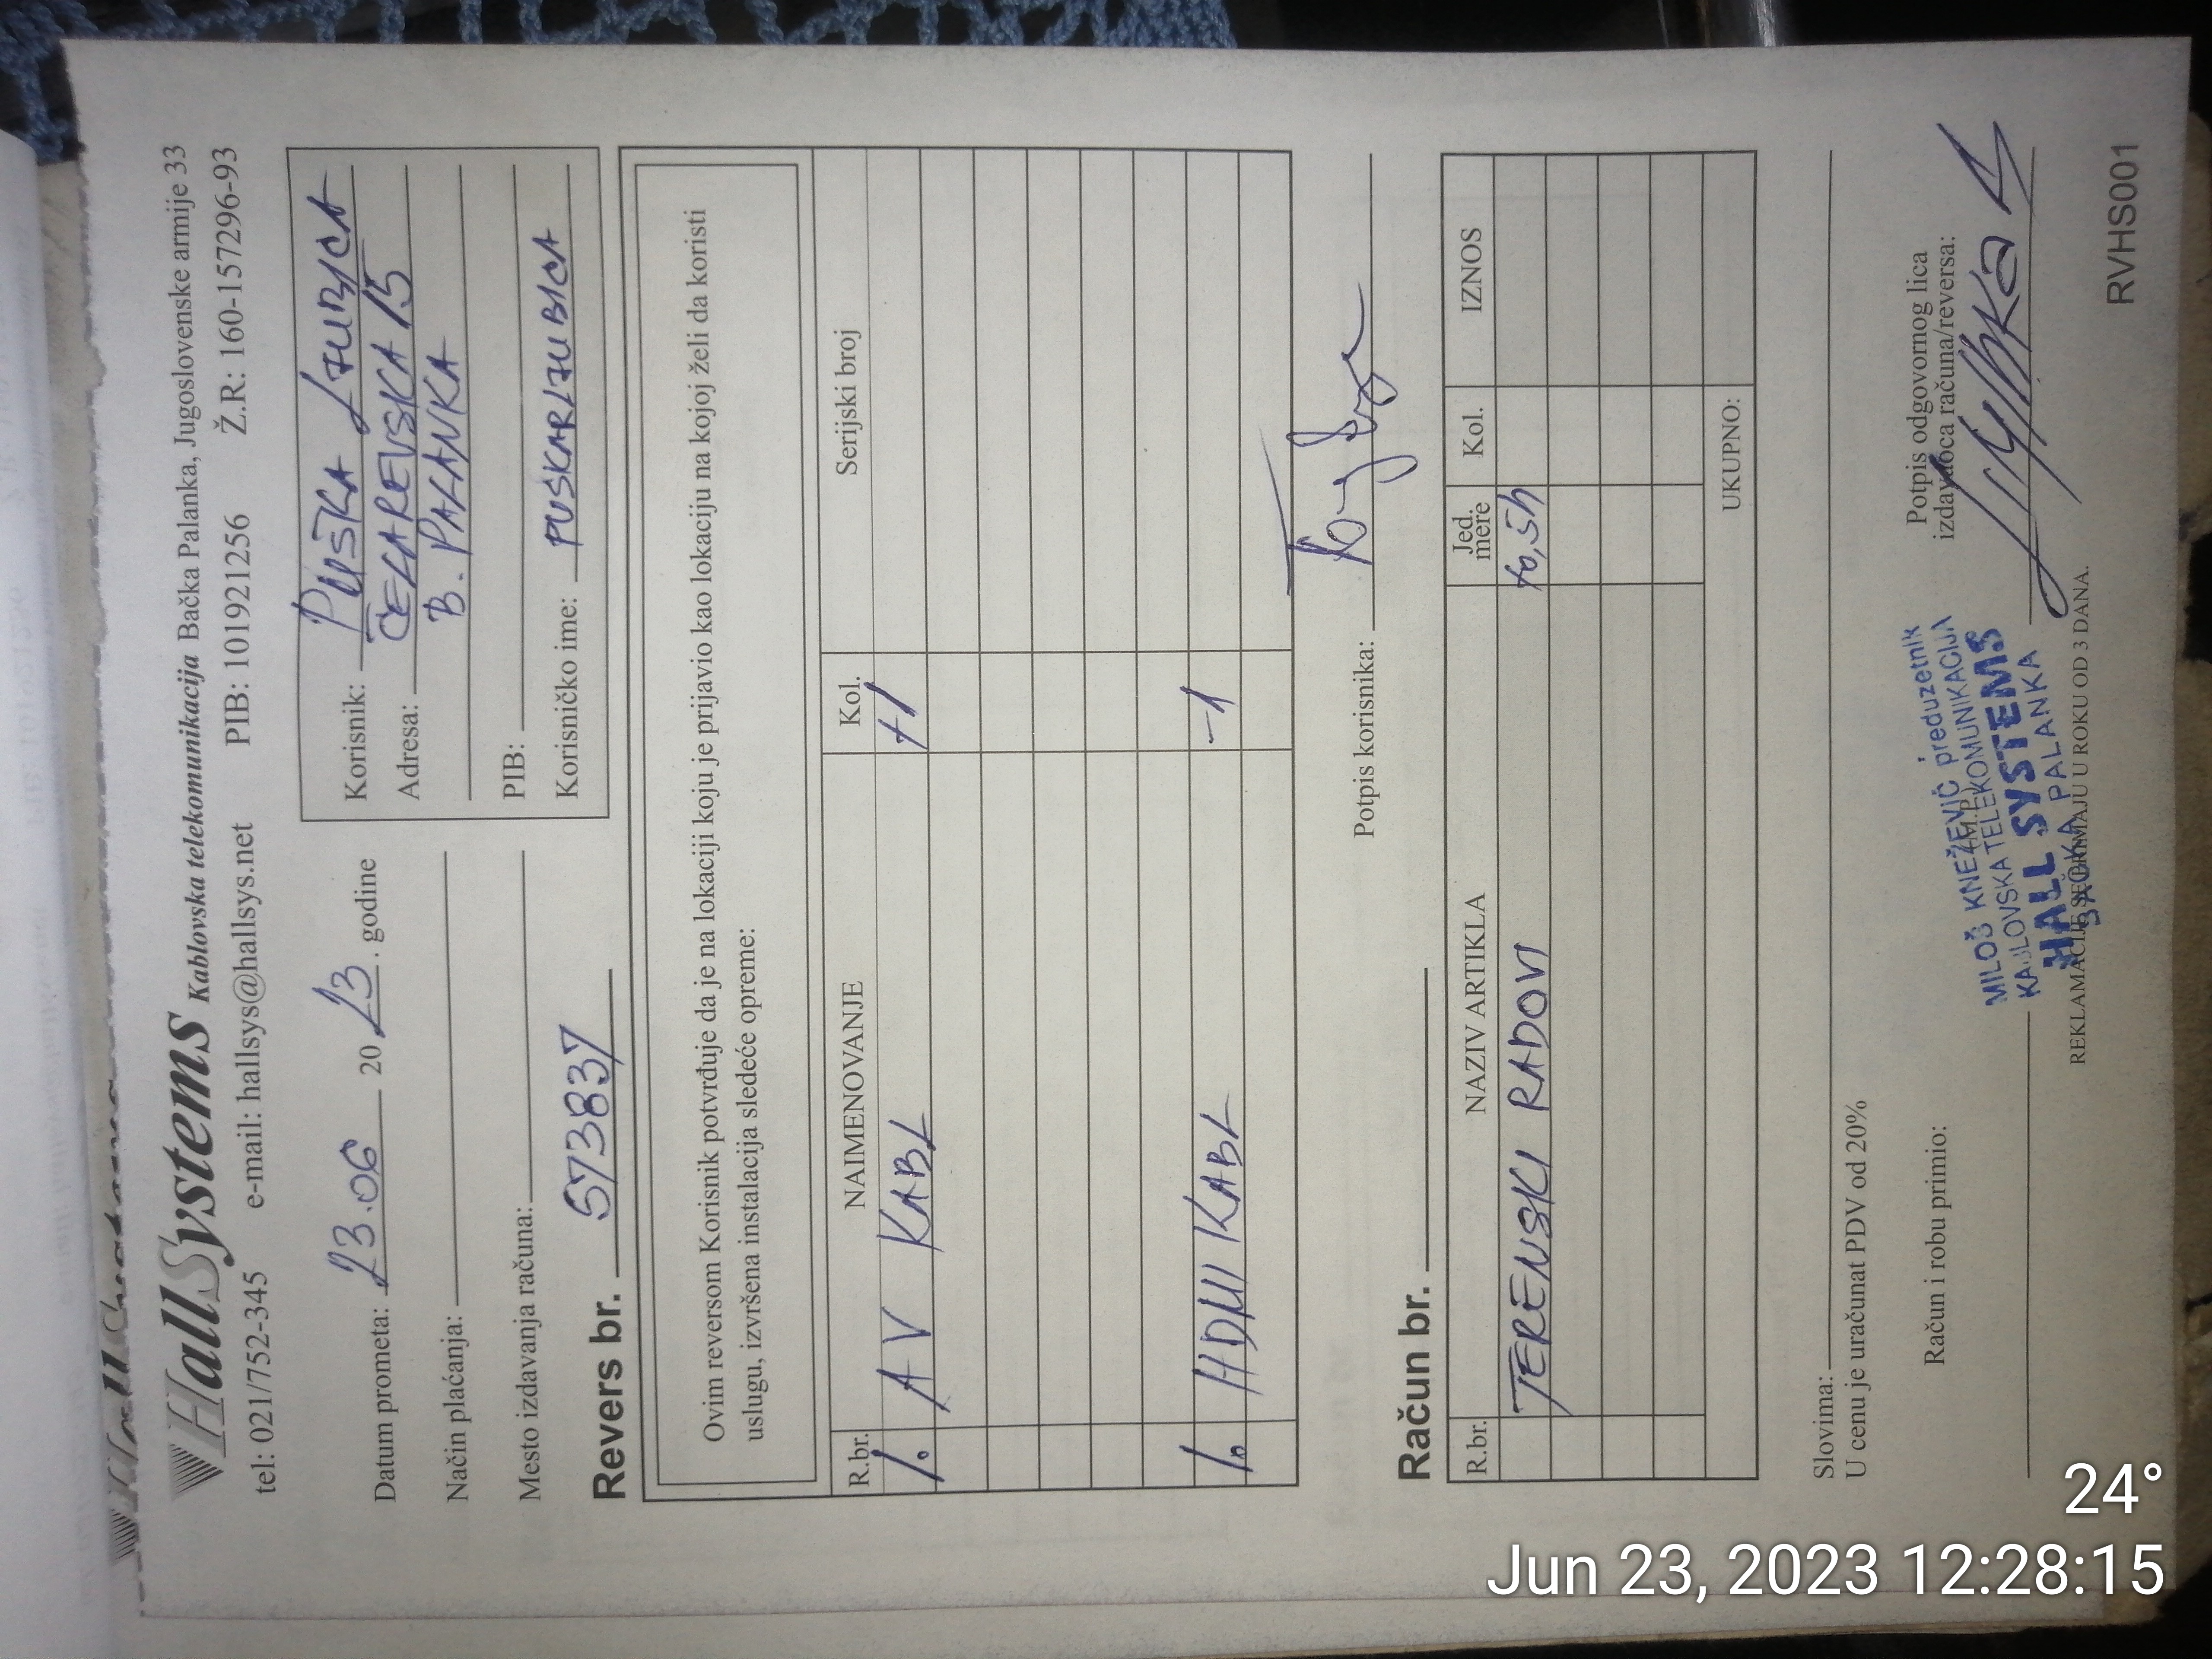 HallSystems Kablovska telekomunikacija Bačka Palanka, Jugoslovenske armije 33
tel: 021/752-345 e-mail: hallsys@hallsys.net PIB: 101921256 Ž.R: 160-157296-93
Datum prometa: 23.06 20 23. godine
Način plaćanja:
Mesto izdavanja računa:
Korisnik: PUŠKA LJUBICA
Adresa: ČELAREVSKA 15
B. PALANKA
PIB:
Korisničko ime: PUSKARLJUBICA
Revers br. 573837
Ovim reversom Korisnik potvrđuje da je na lokaciji koju je prijavio kao lokaciju na kojoj želi da koristi
uslugu, izvršena instalacija sledeće opreme:
R.br. NAIMENOVANJE Kol. Serijski broj
1. AV KABL +1
1. HDMI KABL -1
Potpis korisnika:
Račun br.
R.br. NAZIV ARTIKLA Jed. mere Kol. IZNOS
TERENSKI RADOVI +0,5h
UKUPNO:
Slovima:
U cenu je uračunat PDV od 20%
Račun i robu primio:
Potpis odgovornog lica
izdavaoca računa/reversa:
M.P.
MILOŠ KNEŽEVIĆ preduzetnik
KABLOVSKA TELEKOMUNIKACIJA
HALL SYSTEMS
BAČKA PALANKA
REKLAMACIJE SE PRIMAJU U ROKU OD 3 DANA.
RVHS001
24°
Jun 23, 2023 12:28:15